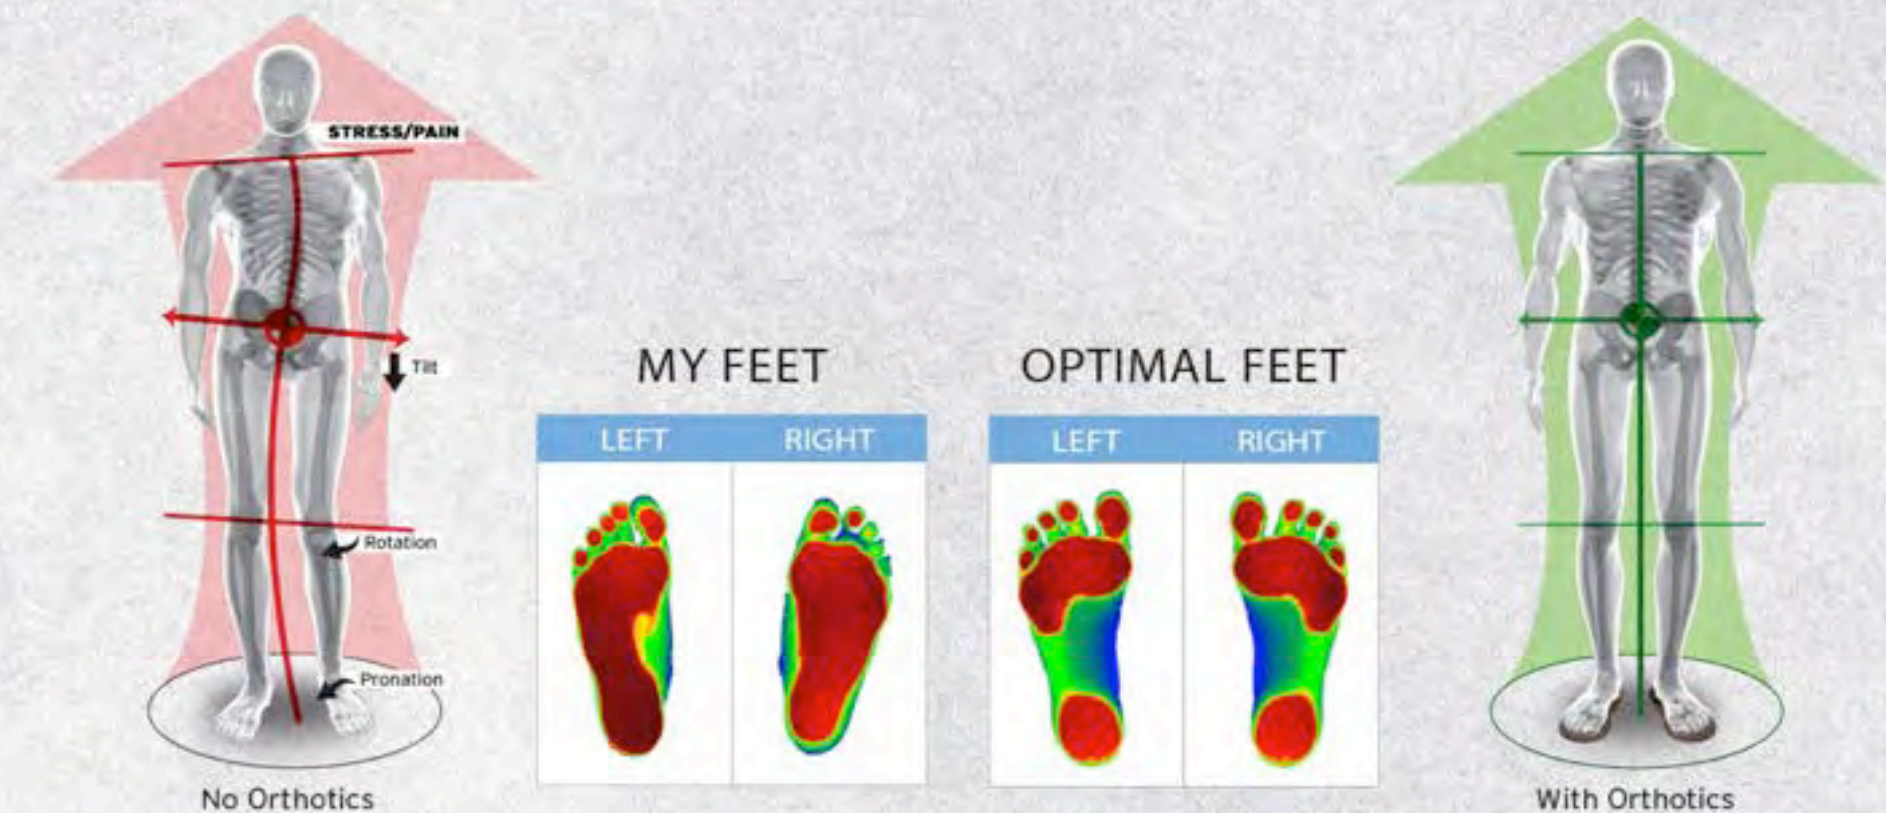 STRESS/PAIN
Tilt
Rotation
Pronation
No Orthotics
MY FEET
LEFT RIGHT
OPTIMAL FEET
LEFT RIGHT
With Orthotics